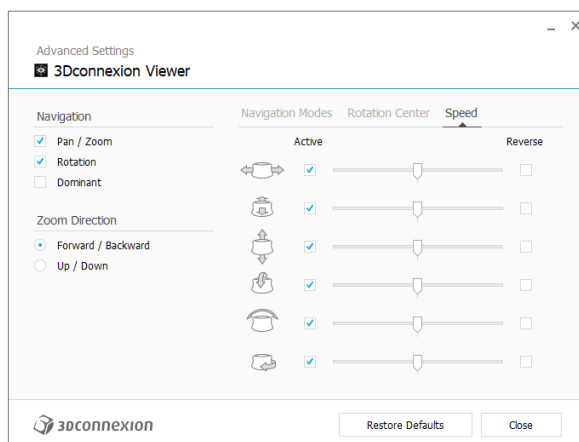 Advanced Settings
3Dconnexion Viewer
Navigation
Pan / Zoom
Rotation
Dominant
Zoom Direction
Forward / Backward
Up / Down
Navigation Modes Rotation Center Speed
Active Reverse
3Dconnexion
Restore Defaults Close